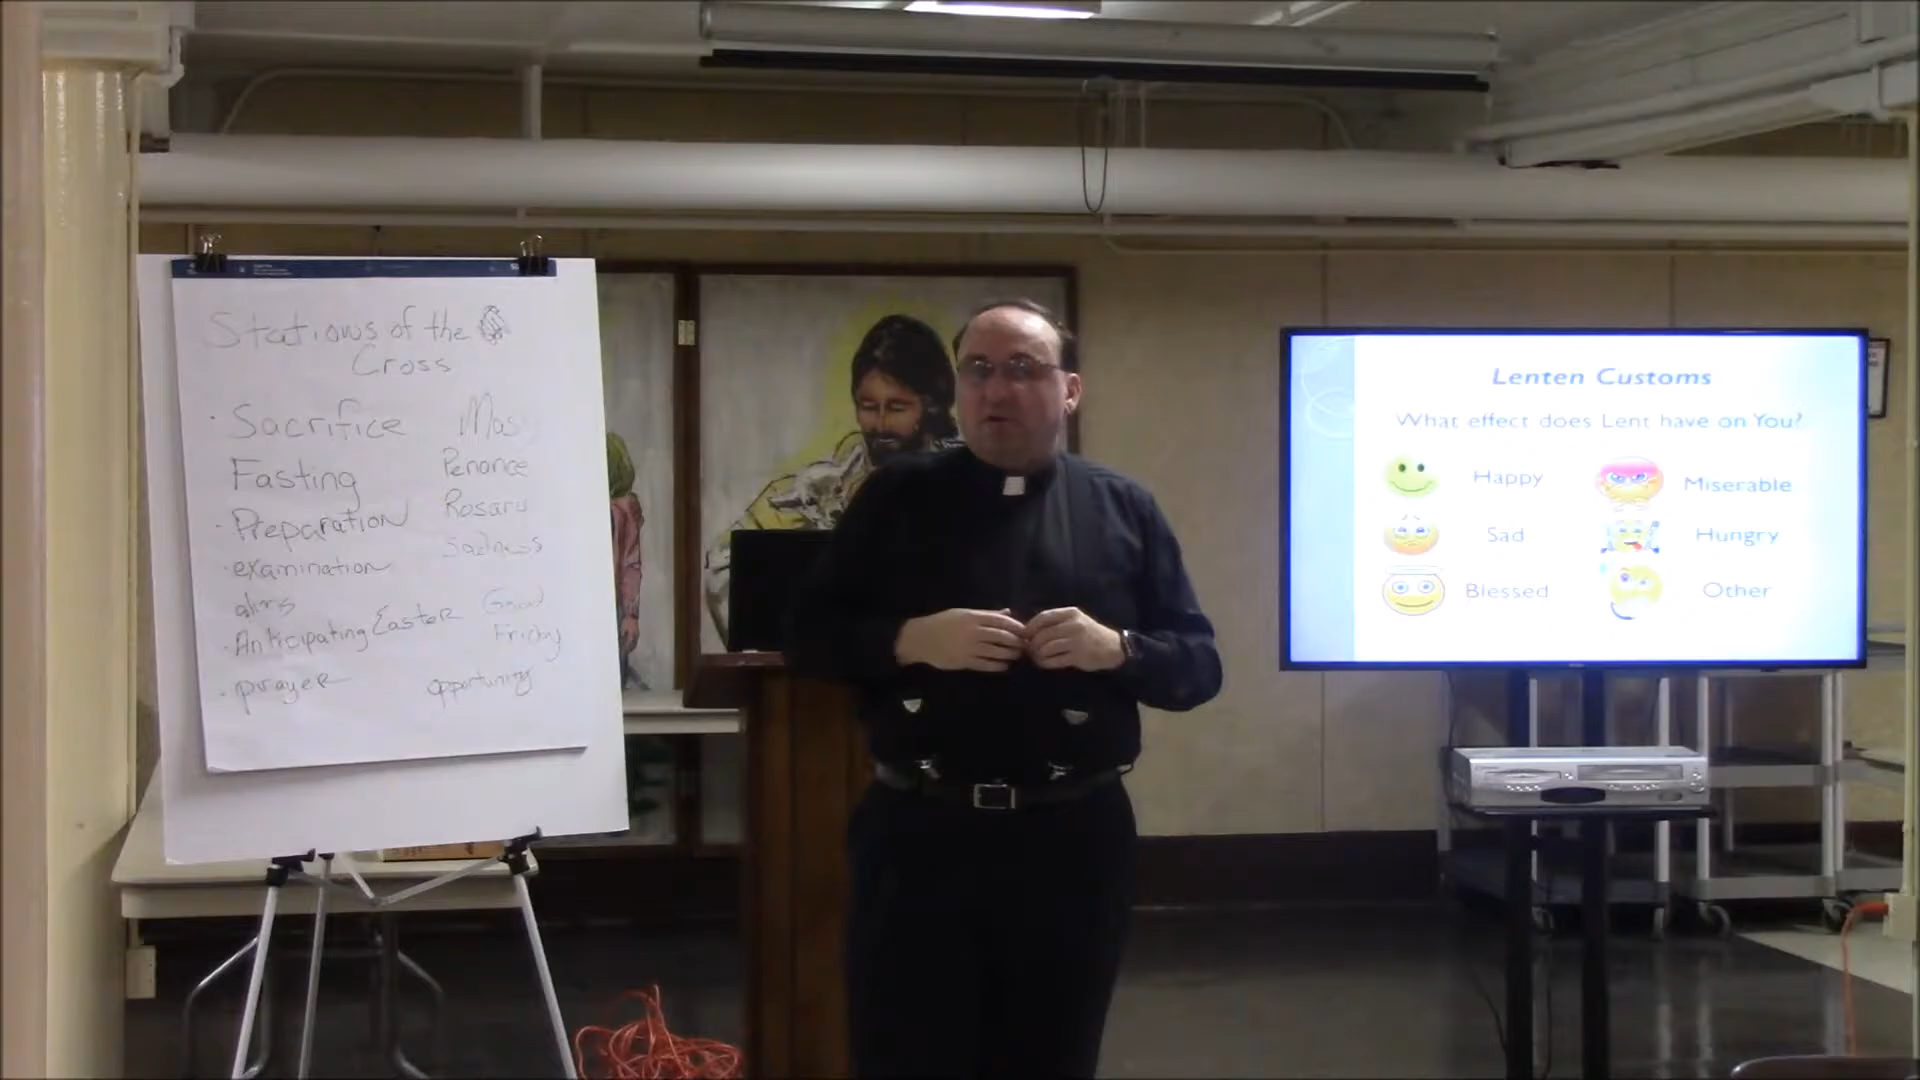 Stations of the
Cross
· Sacrifice
Fasting
· Preparation
· examination
alms
· Anticipating Easter
· prayer
Mass
Penance
Rosary
Sadness
Good
Friday
opportunity
Lenten Customs
What effect does Lent have on You?
Happy
Miserable
Sad
Hungry
Blessed
Other